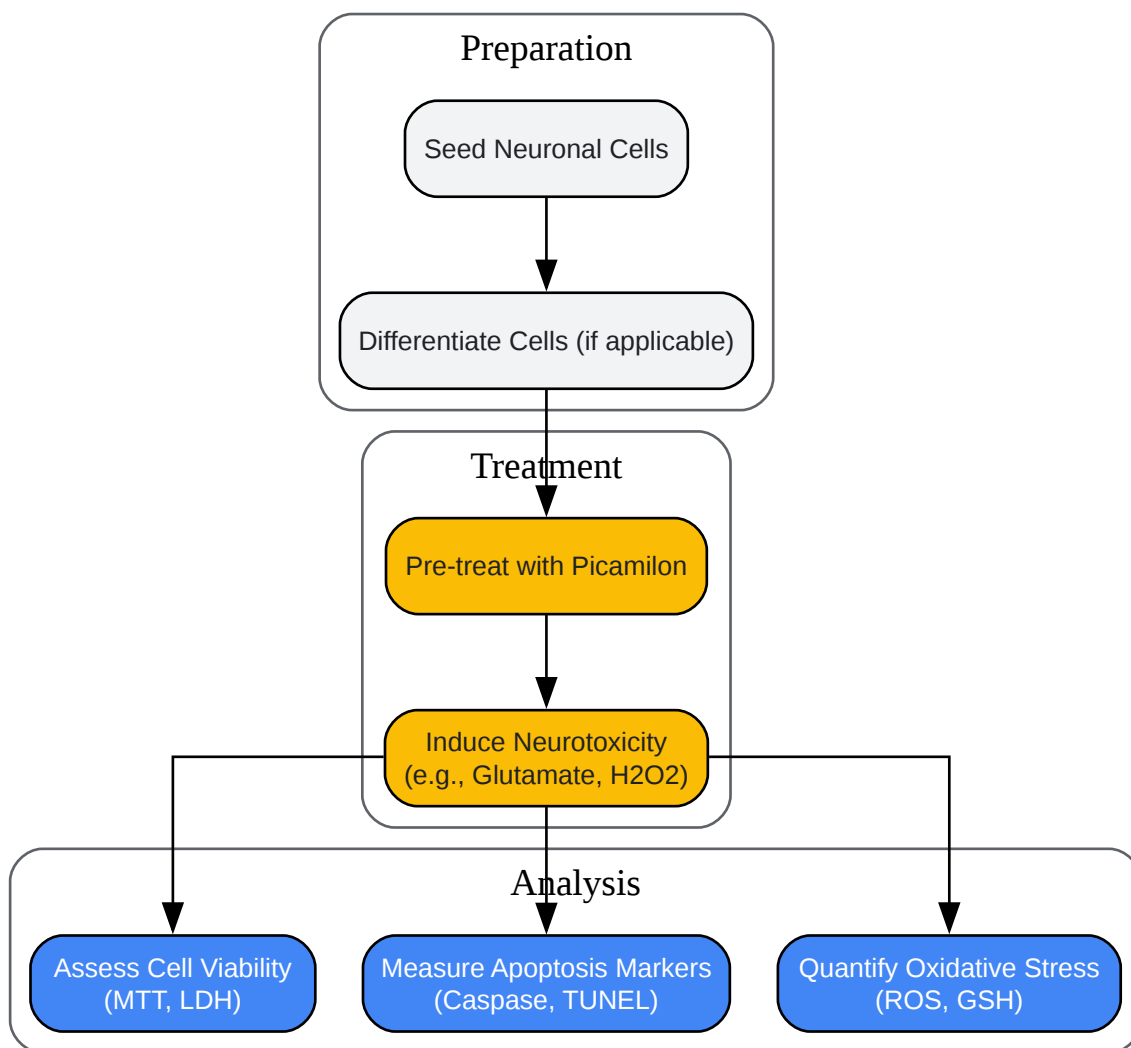 Preparation
Seed Neuronal Cells
Differentiate Cells (if applicable)
Treatment
Pre-treat with Picamilon
Induce Neurotoxicity
(e.g., Glutamate, H2O2)
Analysis
Assess Cell Viability
(MTT, LDH)
Measure Apoptosis Markers
(Caspase, TUNEL)
Quantify Oxidative Stress
(ROS, GSH)